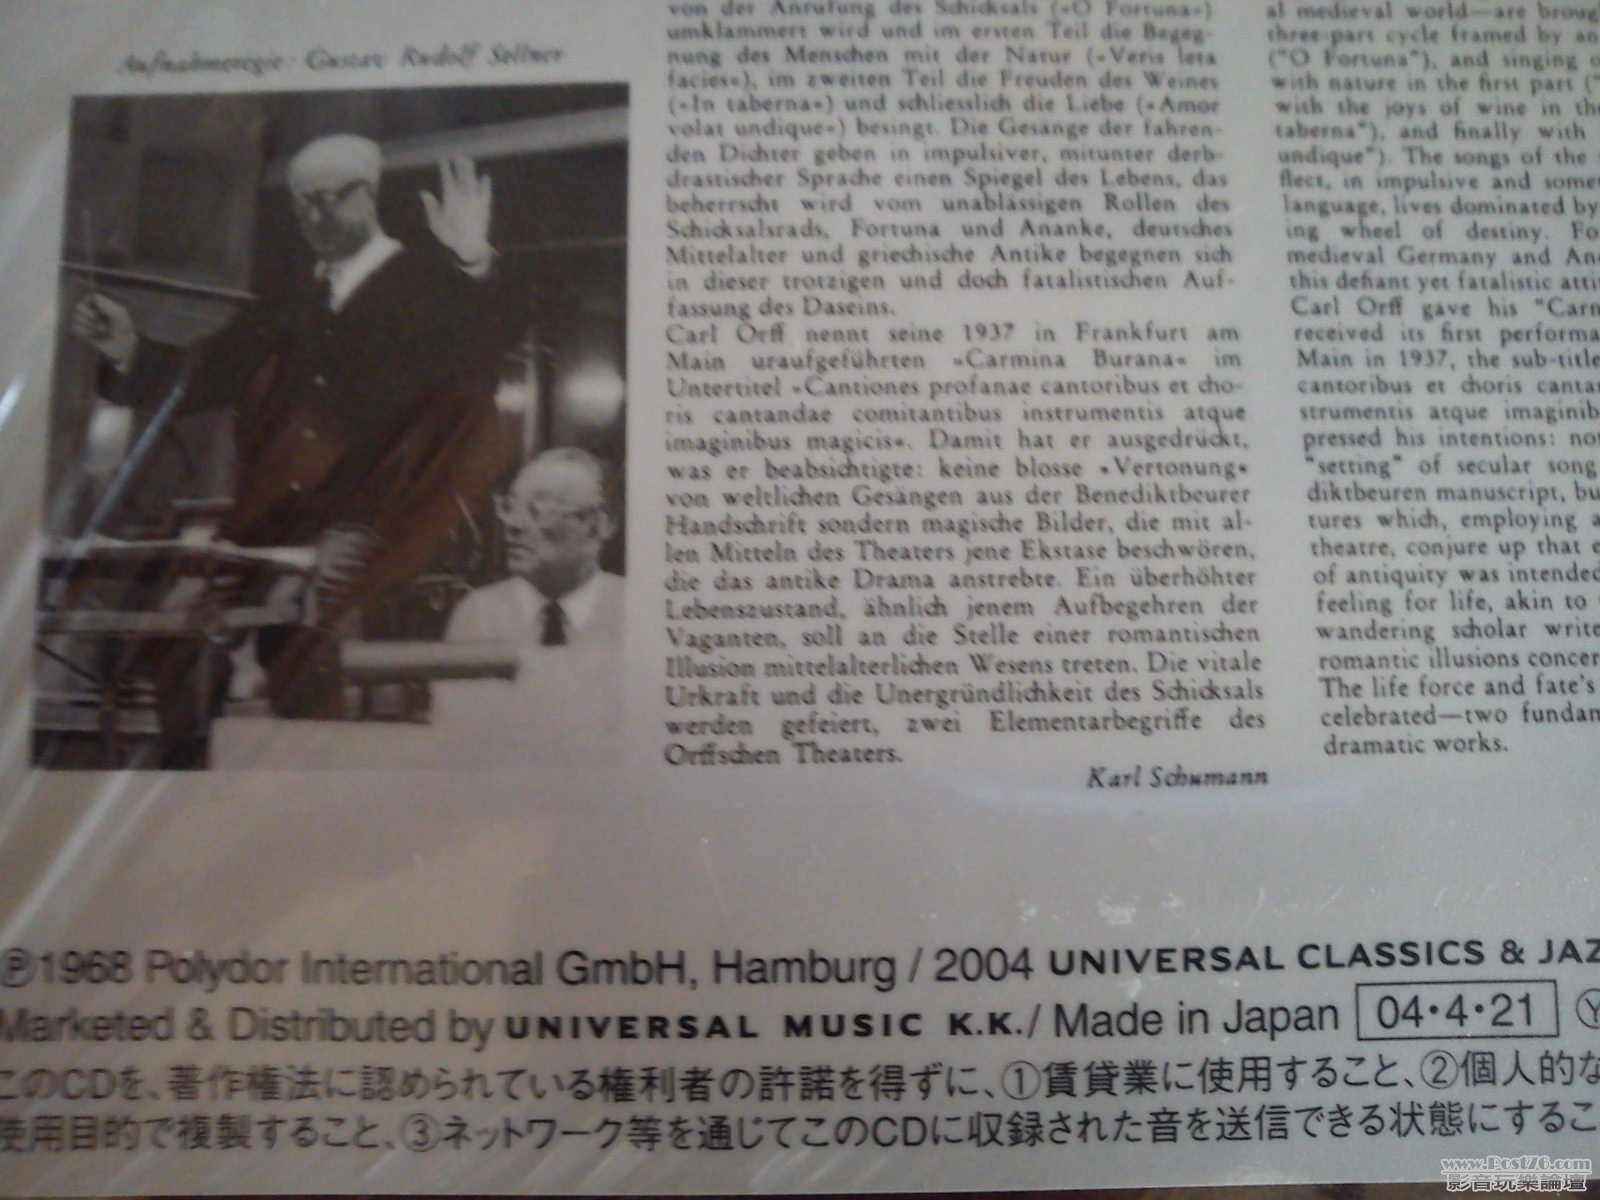 Aufnahmeregie: Gustav Rudolf Sellner
von der Anrufung des Schicksals (»O Fortuna«)
umklammert wird und im ersten Teil die Begeg-
nung des Menschen mit der Natur (»Veris leta
facies«), im zweiten Teil die Freuden des Weines
(»In taberna«) und schliesslich die Liebe (»Amor
volat undique«) besingt. Die Gesänge der fahren-
den Dichter geben in impulsiver, mitunter derb-
drastischer Sprache einen Spiegel des Lebens, das
beherrscht wird vom unablässigen Rollen des
Schicksalsrads, Fortuna und Ananke, deutsches
Mittelalter und griechische Antike begegnen sich
in dieser trotzigen und doch fatalistischen Auf-
fassung des Daseins.
Carl Orff nennt seine 1937 in Frankfurt am
Main uraufgeführten »Carmina Burana« im
Untertitel »Cantiones profanae cantoribus et cho-
ris cantandae comitantibus instrumentis atque
imaginibus magicis«. Damit hat er ausgedrückt,
was er beabsichtigte: keine blosse »Vertonung«
von weltlichen Gesängen aus der Benediktbeurer
Handschrift sondern magische Bilder, die mit al-
len Mitteln des Theaters jene Ekstase beschwören,
die das antike Drama anstrebte. Ein überhöhter
Lebenszustand, ähnlich jenem Aufbegehren der
Vaganten, soll an die Stelle einer romantischen
Illusion mittelalterlichen Wesens treten. Die vitale
Urkraft und die Unergründlichkeit des Schicksals
werden gefeiert, zwei Elementarbegriffe des
Orffschen Theaters.
Karl Schumann
al medieval world—are broug
three-part cycle framed by an
("O Fortuna"), and singing o
with nature in the first part ("
with the joys of wine in the
taberna"), and finally with
undique"). The songs of the
flect, in impulsive and some
language, lives dominated by
ing wheel of destiny. Fo
medieval Germany and An
this defiant yet fatalistic atti
Carl Orff gave his "Carm
received its first performa
Main in 1937, the sub-title
cantoribus et choris canta
strumentis atque imaginib
pressed his intentions: no
"setting" of secular song
diktbeuren manuscript, bu
tures which, employing a
theatre, conjure up that e
of antiquity was intended
feeling for life, akin to
wandering scholar write
romantic illusions concer
The life force and fate's
celebrated—two fundam
dramatic works.
℗1968 Polydor International GmbH, Hamburg / 2004 UNIVERSAL CLASSICS & JAZ
Marketed & Distributed by UNIVERSAL MUSIC K.K./ Made in Japan 04・4・21 Ⓨ
このCDを、著作権法に認められている権利者の許諾を得ずに、①賃貸業に使用すること、②個人的な
使用目的で複製すること、③ネットワーク等を通じてこのCDに収録された音を送信できる状態にするこ
www.Post76.com
影音玩樂論壇